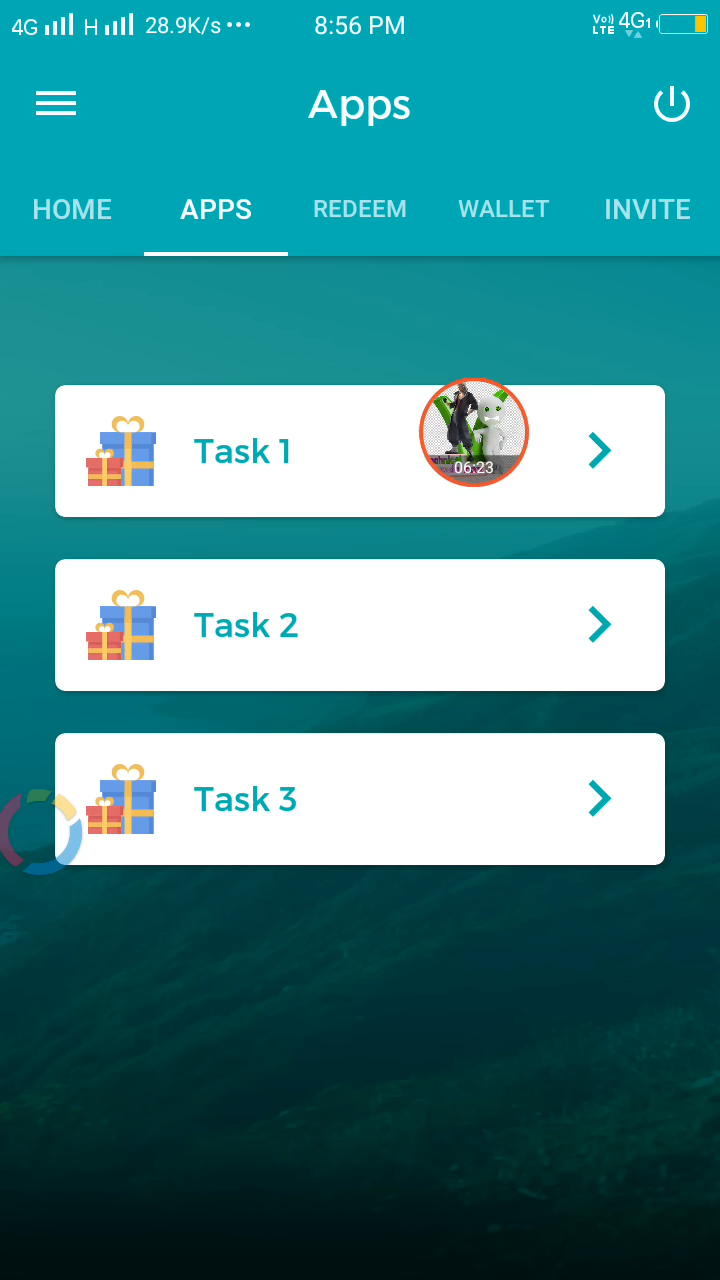 4G H 28.9K/s ••• 8:56 PM Vo)) LTE 4G1
Apps
HOME APPS REDEEM WALLET INVITE
Task 1
06:23
Task 2
Task 3